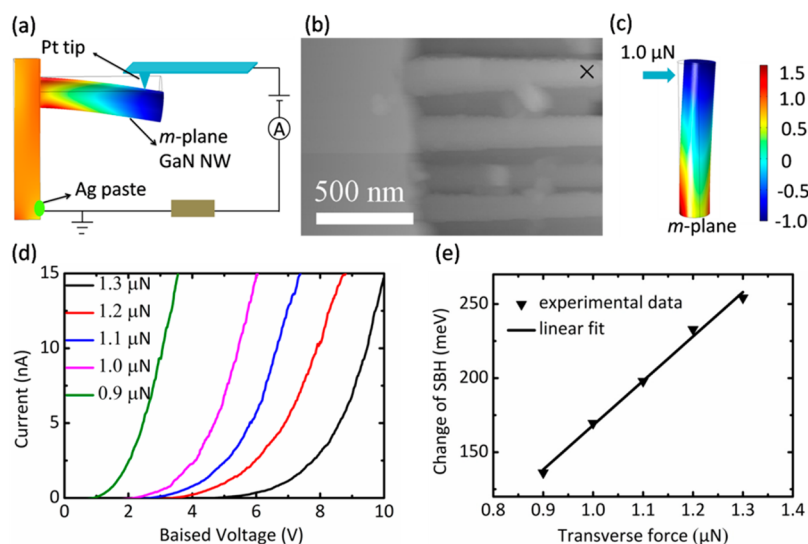 (a)
Pt tip
m-plane
GaN NW
Ag paste
A
(b)
×
500 nm
(c)
1.0 μN
1.5
1.0
0.5
0
-0.5
-1.0
m-plane
(d)
15
10
5
0
1.3 μN
1.2 μN
1.1 μN
1.0 μN
0.9 μN
0 2 4 6 8 10
Current (nA)
Baised Voltage (V)
(e)
250
200
150
100
experimental data
linear fit
0.8 0.9 1.0 1.1 1.2 1.3 1.4
Change of SBH (meV)
Transverse force (μN)